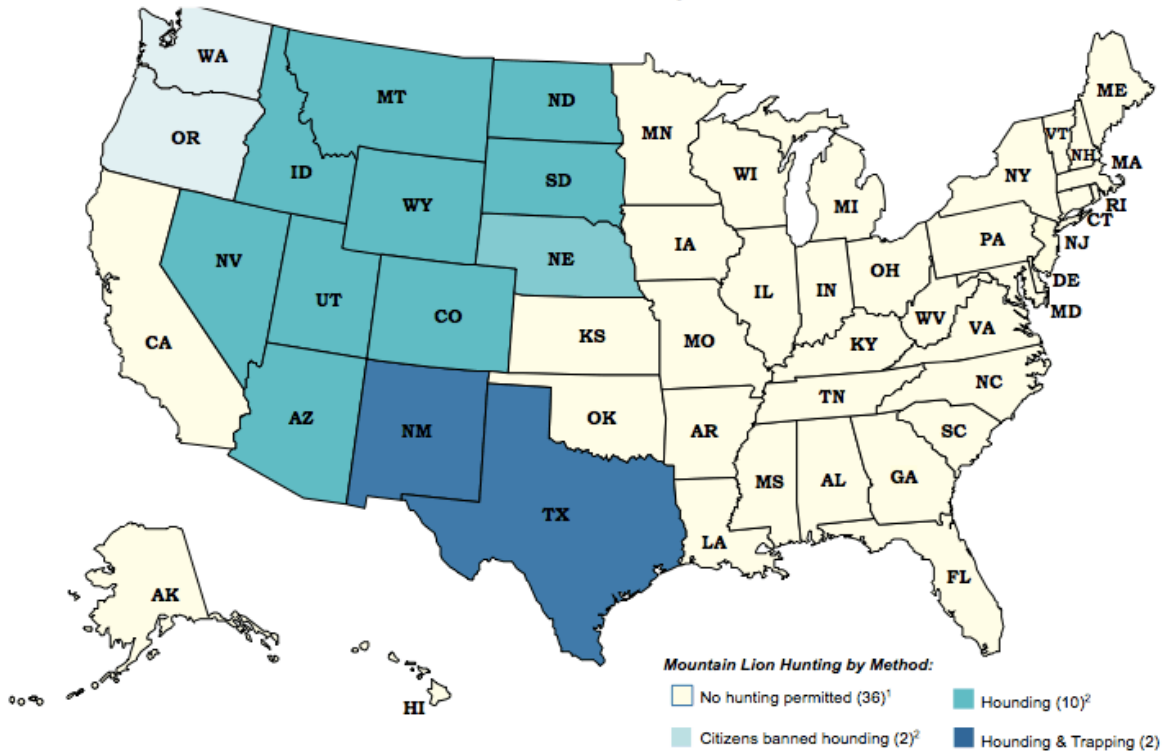 WA
MT
ND
MN
ME
OR
ID
SD
WI
VT
NH
MA
NY
WY
MI
RI
CT
IA
PA
NJ
NV
NE
OH
DE
UT
IL
IN
MD
CO
WV
VA
CA
KS
MO
KY
NC
TN
AZ
NM
OK
AR
SC
MS
AL
GA
TX
LA
FL
AK
HI
Mountain Lion Hunting by Method:
No hunting permitted (36)¹
Hounding (10)²
Citizens banned hounding (2)²
Hounding & Trapping (2)